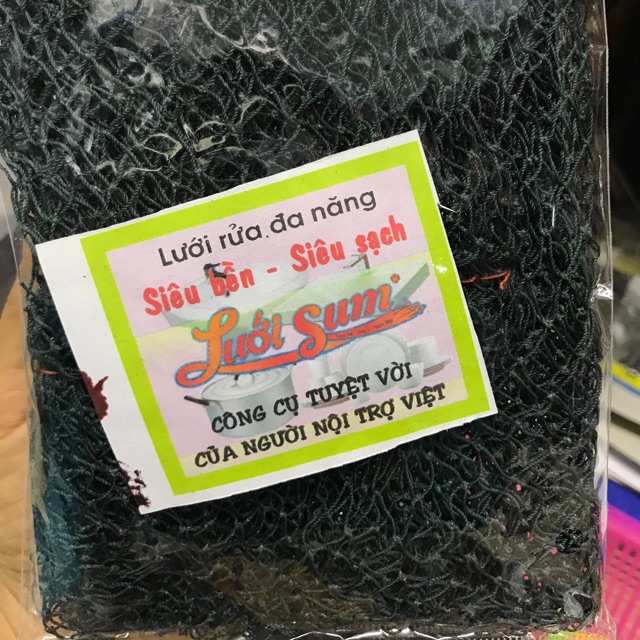 Lưới rửa đa năng
Siêu bền - Siêu sạch
Lưới Sum
CÔNG CỤ TUYỆT VỜI
CỦA NGƯỜI NỘI TRỢ VIỆT